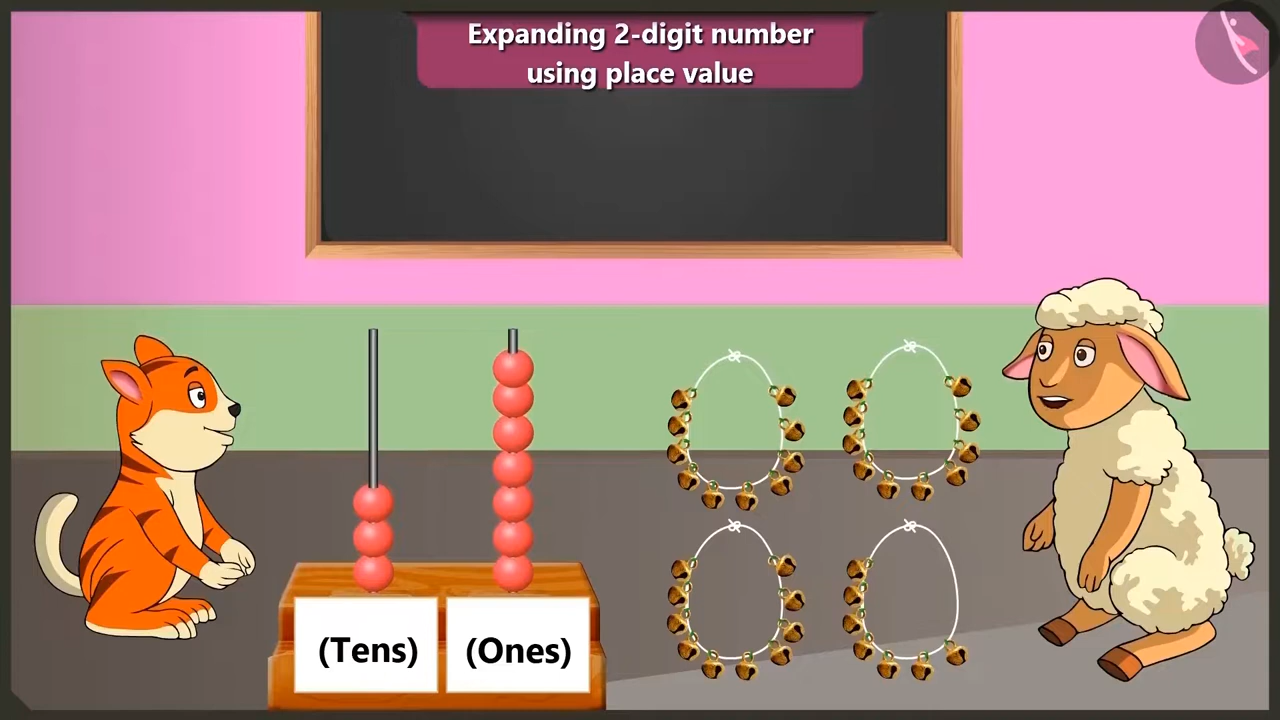 Expanding 2-digit number
using place value
(Tens)
(Ones)